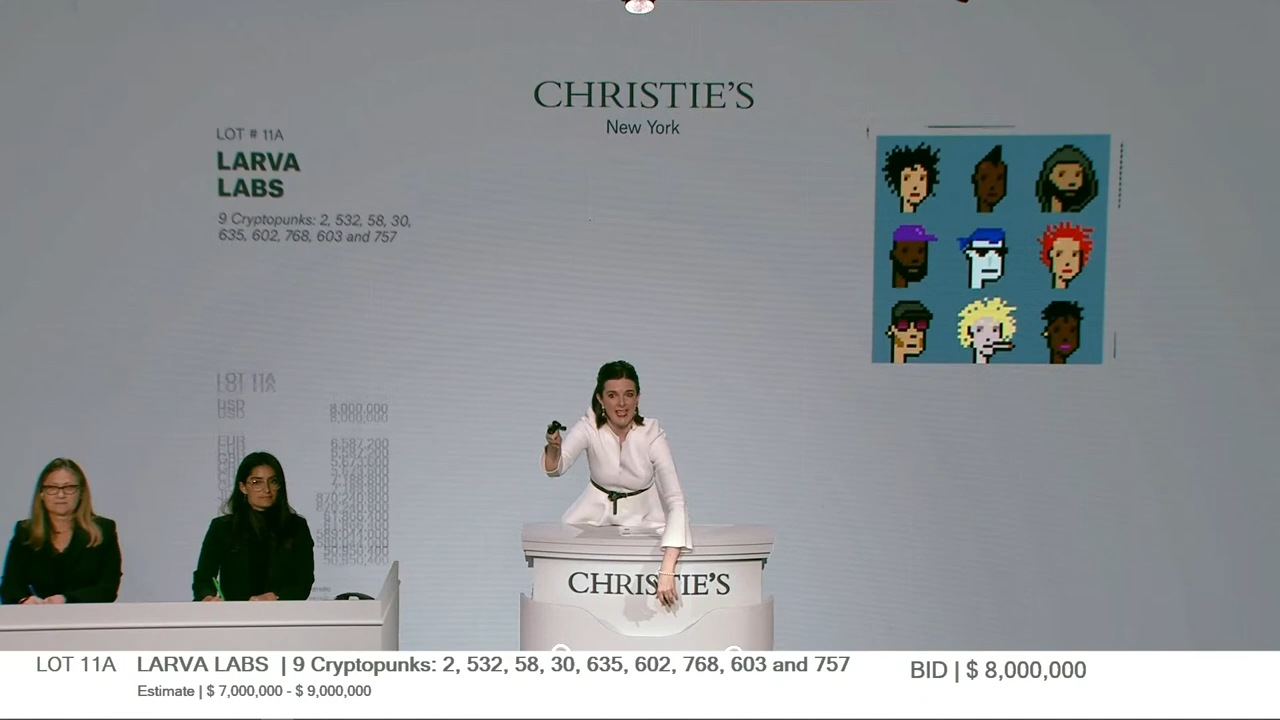 CHRISTIE'S
New York
LOT # 11A
LARVA
LABS
9 Cryptopunks: 2, 532, 58, 30,
635, 602, 768, 603 and 757
LOT 11A
USD 8,000,000
EUR 6,587,200
CHRISTIE'S
LOT 11A LARVA LABS | 9 Cryptopunks: 2, 532, 58, 30, 635, 602, 768, 603 and 757 BID | $ 8,000,000
Estimate | $ 7,000,000 - $ 9,000,000